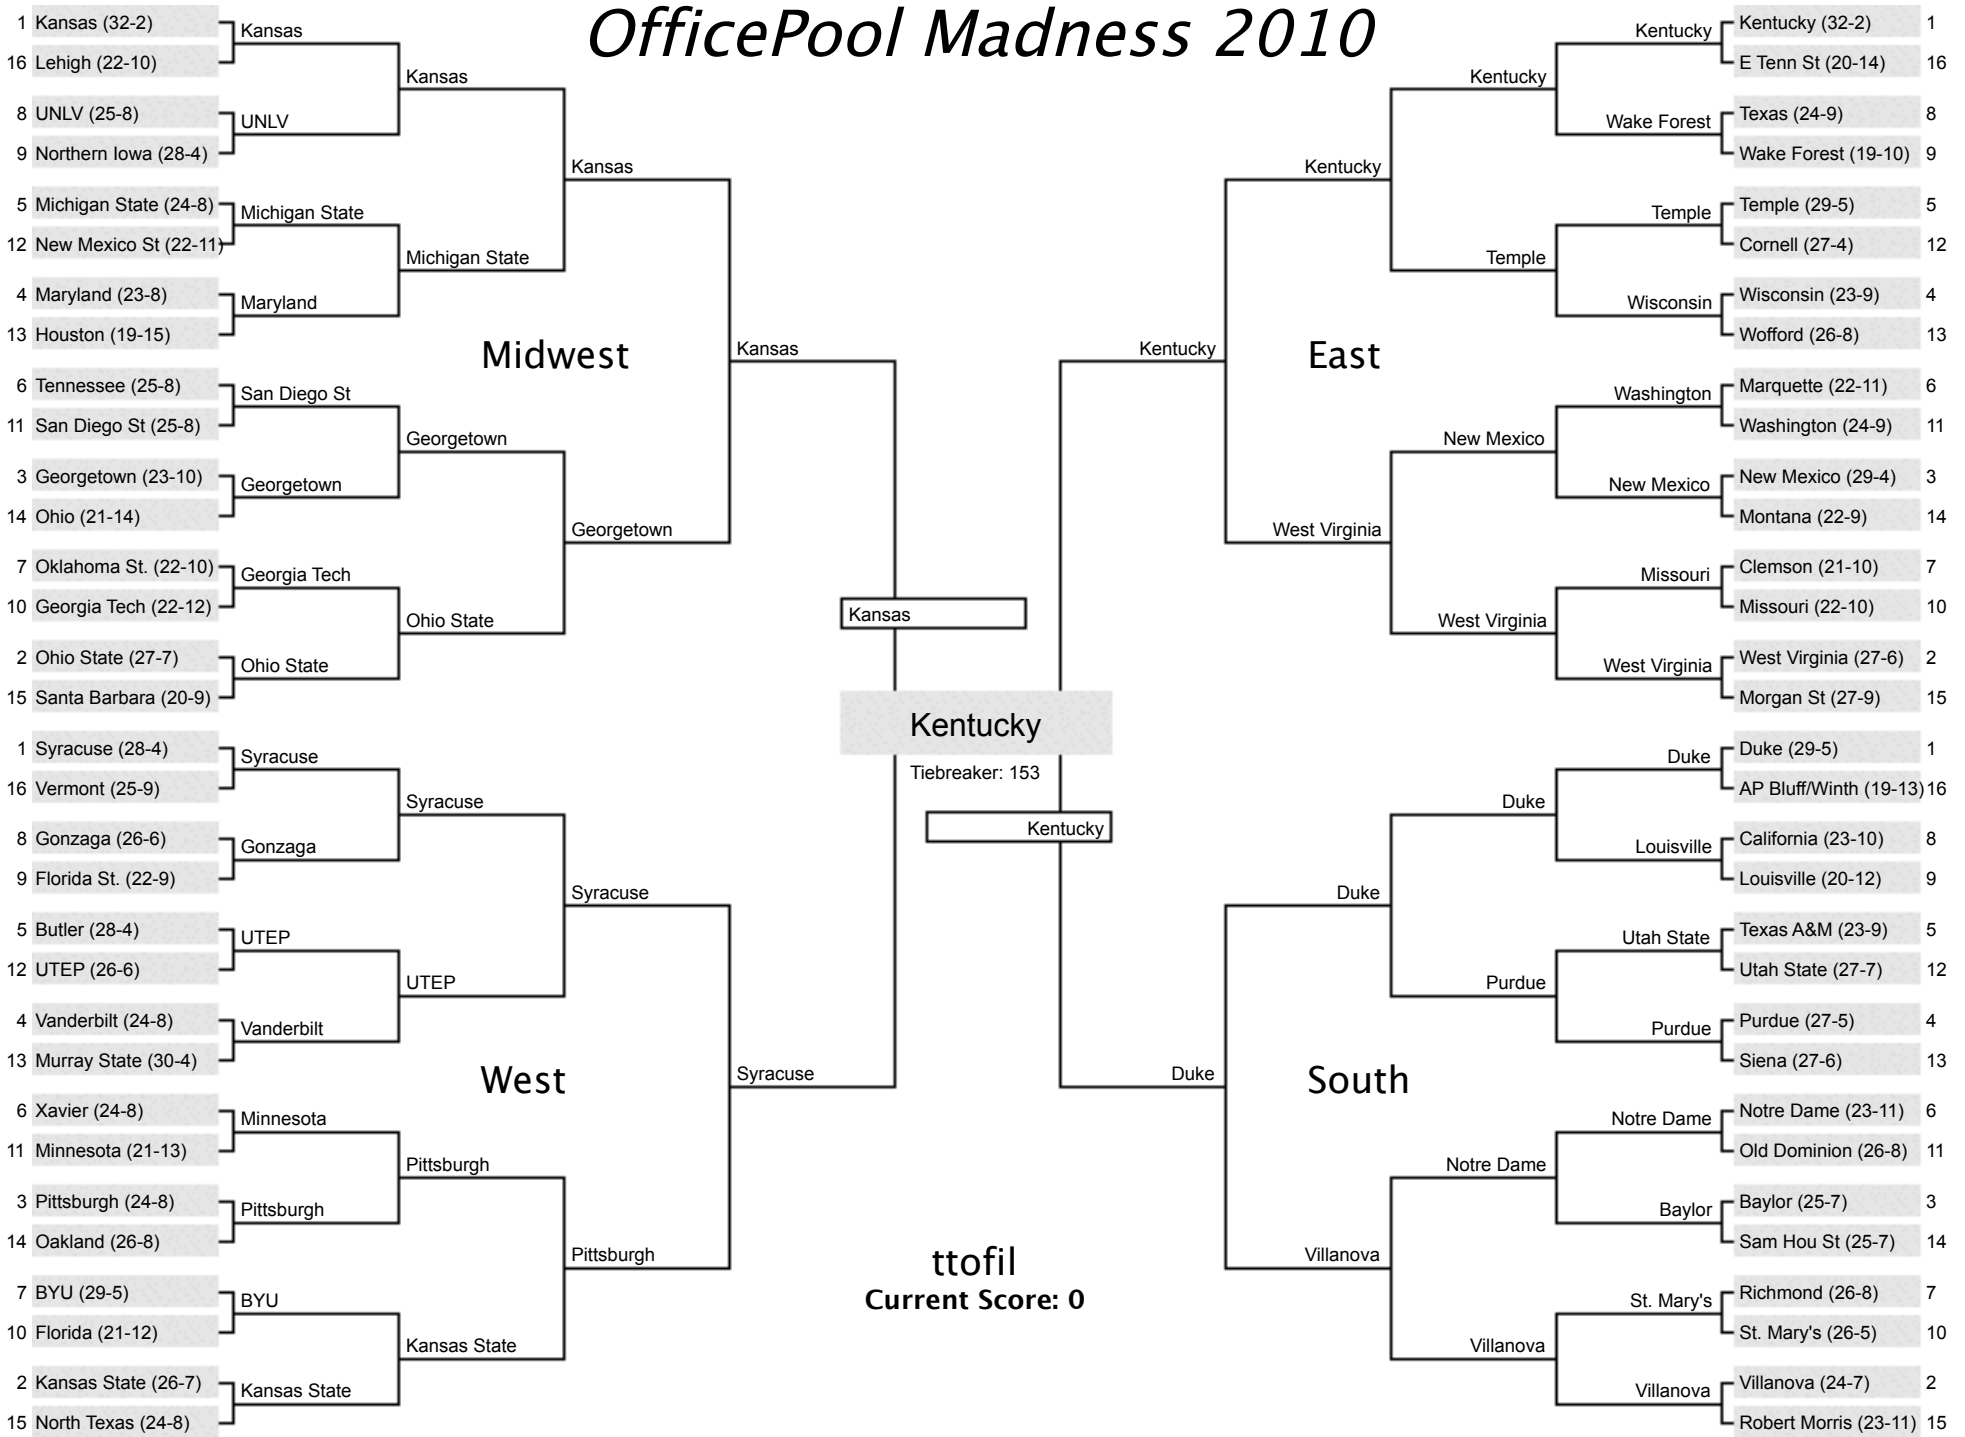 OfficePool Madness 2010
1 Kansas (32-2)
Kansas
16 Lehigh (22-10)
Kansas
8 UNLV (25-8)
UNLV
9 Northern Iowa (28-4)
Kansas
5 Michigan State (24-8)
Michigan State
12 New Mexico St (22-11)
Michigan State
4 Maryland (23-8)
Maryland
13 Houston (19-15)
Midwest
Kansas
6 Tennessee (25-8)
San Diego St
11 San Diego St (25-8)
Georgetown
3 Georgetown (23-10)
Georgetown
14 Ohio (21-14)
Georgetown
7 Oklahoma St. (22-10)
Georgia Tech
10 Georgia Tech (22-12)
Ohio State
2 Ohio State (27-7)
Ohio State
15 Santa Barbara (20-9)
Kansas
1 Syracuse (28-4)
Syracuse
16 Vermont (25-9)
Syracuse
8 Gonzaga (26-6)
Gonzaga
9 Florida St. (22-9)
Syracuse
5 Butler (28-4)
UTEP
12 UTEP (26-6)
UTEP
4 Vanderbilt (24-8)
Vanderbilt
13 Murray State (30-4)
West
Syracuse
6 Xavier (24-8)
Minnesota
11 Minnesota (21-13)
Pittsburgh
3 Pittsburgh (24-8)
Pittsburgh
14 Oakland (26-8)
Pittsburgh
7 BYU (29-5)
BYU
10 Florida (21-12)
Kansas State
2 Kansas State (26-7)
Kansas State
15 North Texas (24-8)
Kentucky
Tiebreaker: 153
Kentucky
ttofil
Current Score: 0
Kentucky (32-2) 1
Kentucky
E Tenn St (20-14) 16
Kentucky
Texas (24-9) 8
Wake Forest
Wake Forest (19-10) 9
Kentucky
Temple (29-5) 5
Temple
Cornell (27-4) 12
Temple
Wisconsin (23-9) 4
Wisconsin
Wofford (26-8) 13
Kentucky
East
Marquette (22-11) 6
Washington
Washington (24-9) 11
New Mexico
New Mexico (29-4) 3
New Mexico
Montana (22-9) 14
West Virginia
Clemson (21-10) 7
Missouri
Missouri (22-10) 10
West Virginia
West Virginia (27-6) 2
West Virginia
Morgan St (27-9) 15
Duke (29-5) 1
Duke
AP Bluff/Winth (19-13) 16
Duke
California (23-10) 8
Louisville
Louisville (20-12) 9
Duke
Texas A&M (23-9) 5
Utah State
Utah State (27-7) 12
Purdue
Purdue (27-5) 4
Purdue
Siena (27-6) 13
Duke
South
Notre Dame (23-11) 6
Notre Dame
Old Dominion (26-8) 11
Notre Dame
Baylor (25-7) 3
Baylor
Sam Hou St (25-7) 14
Villanova
Richmond (26-8) 7
St. Mary's
St. Mary's (26-5) 10
Villanova
Villanova (24-7) 2
Villanova
Robert Morris (23-11) 15